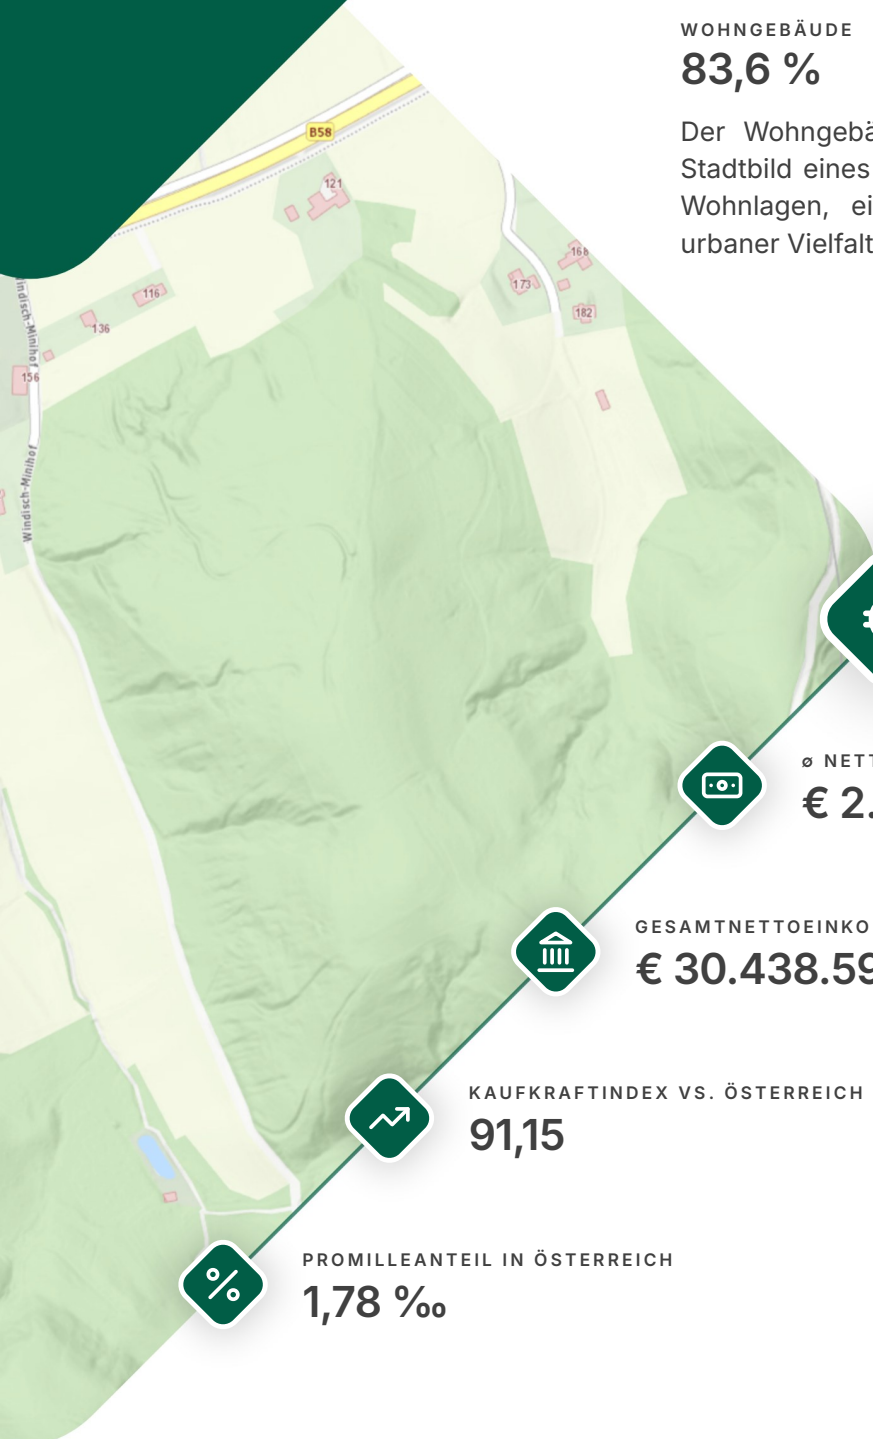 WOHNGEBÄUDE
83,6 %
Der Wohngebä
Stadtbild eines
Wohnlagen, ei
urbaner Vielfalt
B58
121
168
173
182
116
136
156
Windisch-Minihof
Windisch-Minihof
ø NETT
€ 2.
GESAMTNETTOEINKO
€ 30.438.59
KAUFKRAFTINDEX VS. ÖSTERREICH
91,15
PROMILLEANTEIL IN ÖSTERREICH
1,78 ‰